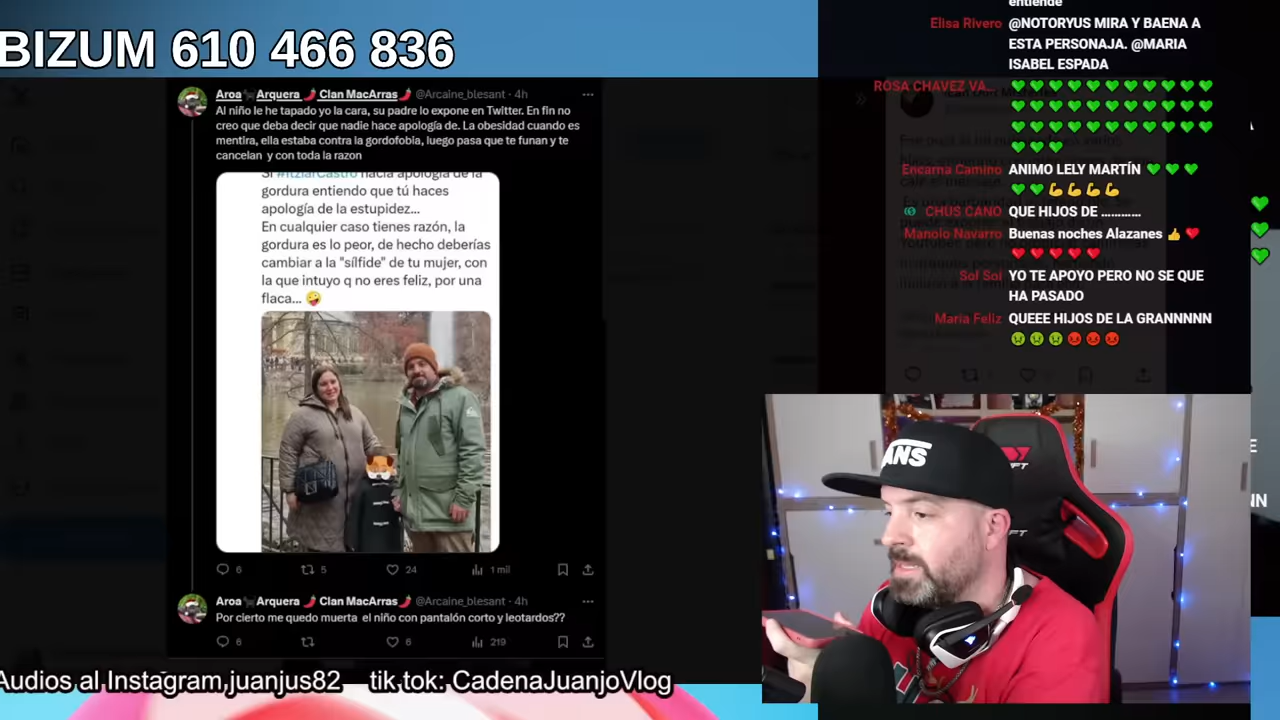 BIZUM 610 466 836
Aroa Arquera 🌶️ Clan MacArras🌶️ @Arcaine_blesant · 4h
Al niño le he tapado yo la cara, su padre lo expone en Twitter. En fin no
creo que deba decir que nadie hace apología de. La obesidad cuando es
mentira, ella estaba contra la gordofobia, luego pasa que te funan y te
cancelan y con toda la razon
Si #ItziarCastro hacía apología de la
gordura entiendo que tú haces
apología de la estupidez...
En cualquier caso tienes razón, la
gordura es lo peor, de hecho deberías
cambiar a la "sílfide" de tu mujer, con
la que intuyo q no eres feliz, por una
flaca... 🤪
6 5 24 1 mil
Aroa Arquera 🌶️ Clan MacArras🌶️ @Arcaine_blesant · 4h
Por cierto me quedo muerta el niño con pantalón corto y leotardos??
6 6 219
Audios al Instagram juanjus82 tik tok: CadenaJuanjoVlog
entiende
Elisa Rivero @NOTORYUS MIRA Y BAENA A
ESTA PERSONAJA. @MARIA
ISABEL ESPADA
ROSA CHAVEZ VA... 💚💚💚💚💚💚💚💚💚💚
💚💚💚💚💚💚💚💚💚💚
💚💚💚💚💚💚💚💚💚💚
💚💚💚
Encarna Camino ANIMO LELY MARTÍN 💚💚💚
💚💚💪💪💪💪
CHUS CANO QUE HIJOS DE ............
Manolo Navarro Buenas noches Alazanes 👍❤️
❤️❤️❤️❤️❤️
Sol Sol YO TE APOYO PERO NO SE QUE
HA PASADO
Maria Feliz QUEEE HIJOS DE LA GRANNNNN
🤢🤢🤢😡😡😡
VANS